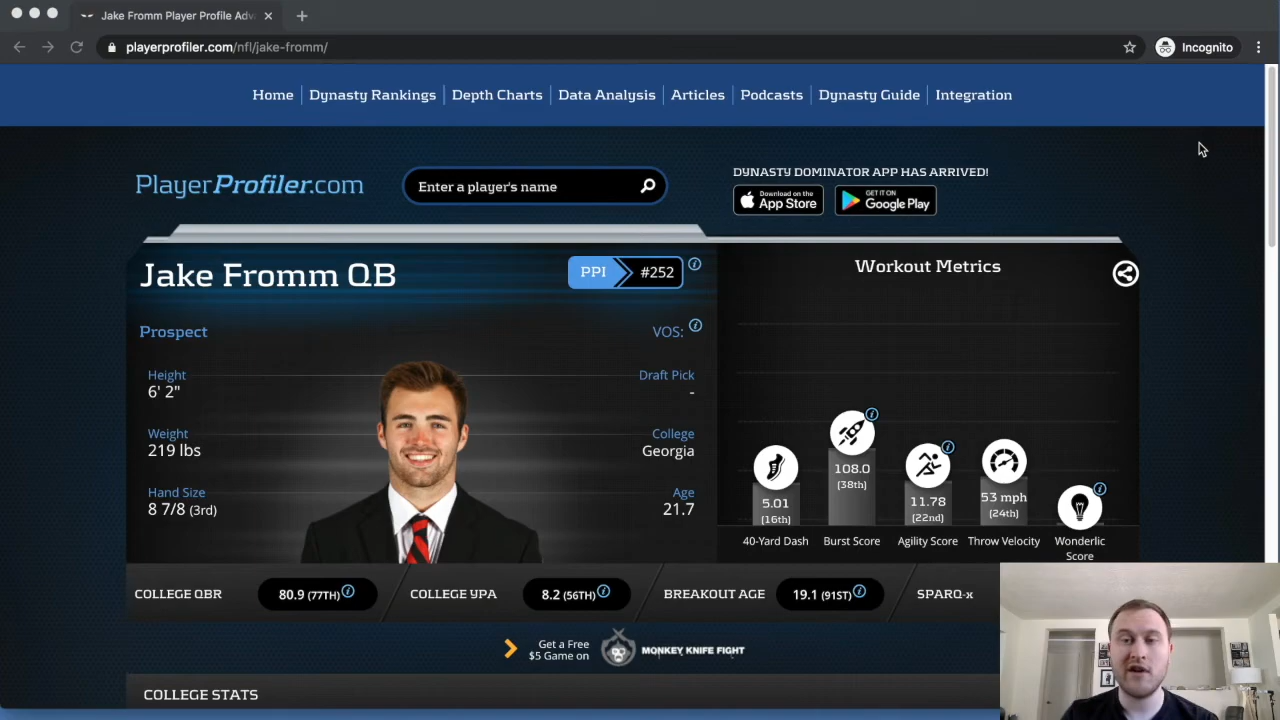 Jake Fromm Player Profile Adv
playerprofiler.com/nfl/jake-fromm/
Incognito
Home
Dynasty Rankings
Depth Charts
Data Analysis
Articles
Podcasts
Dynasty Guide
Integration
PlayerProfiler.com
Enter a player's name
DYNASTY DOMINATOR APP HAS ARRIVED!
Download on the
App Store
GET IT ON
Google Play
Jake Fromm QB
PPI
#252
Workout Metrics
Prospect
VOS:
Height
6' 2"
Draft Pick
-
Weight
219 lbs
College
Georgia
Hand Size
8 7/8 (3rd)
Age
21.7
5.01
(16th)
108.0
(38th)
11.78
(22nd)
53 mph
(24th)
40-Yard Dash
Burst Score
Agility Score
Throw Velocity
Wonderlic
Score
COLLEGE QBR
80.9 (77TH)
COLLEGE YPA
8.2 (56TH)
BREAKOUT AGE
19.1 (91ST)
SPARQ-x
Get a Free
$5 Game on
MONKEY KNIFE FIGHT
COLLEGE STATS